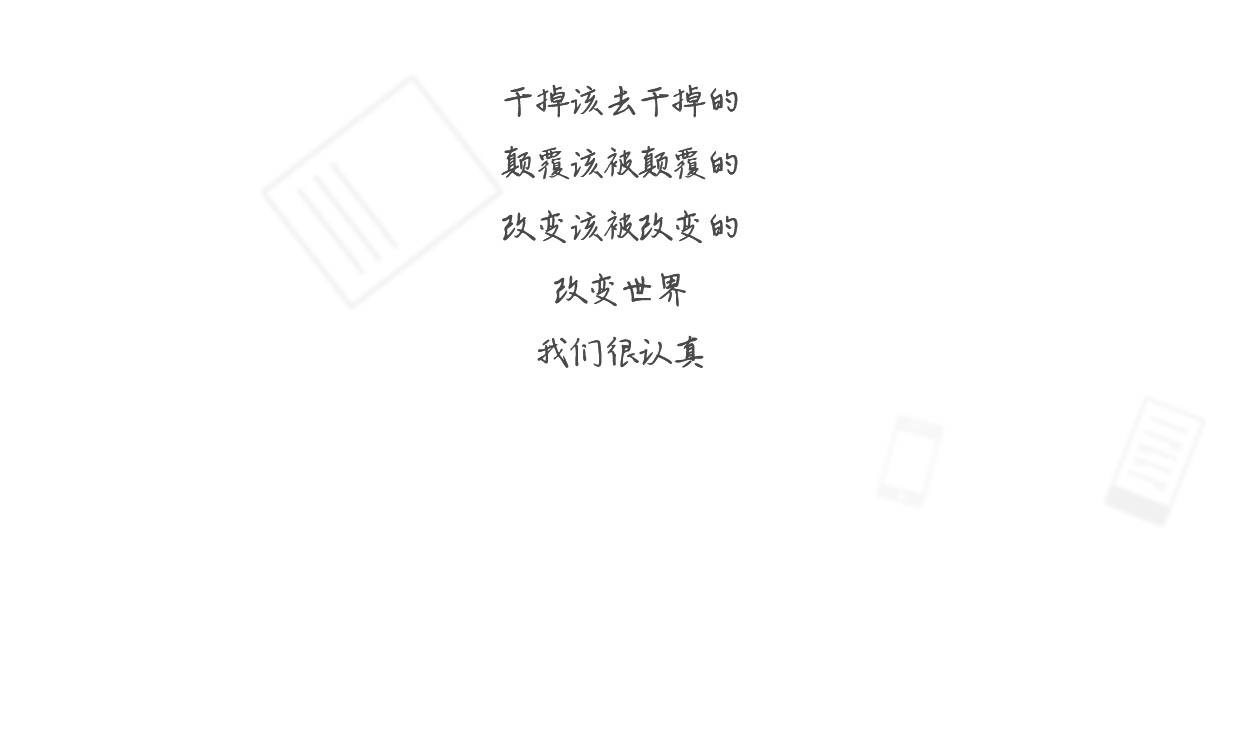 干掉该去干掉的
颠覆该被颠覆的
改变该被改变的
改变世界
我们很认真